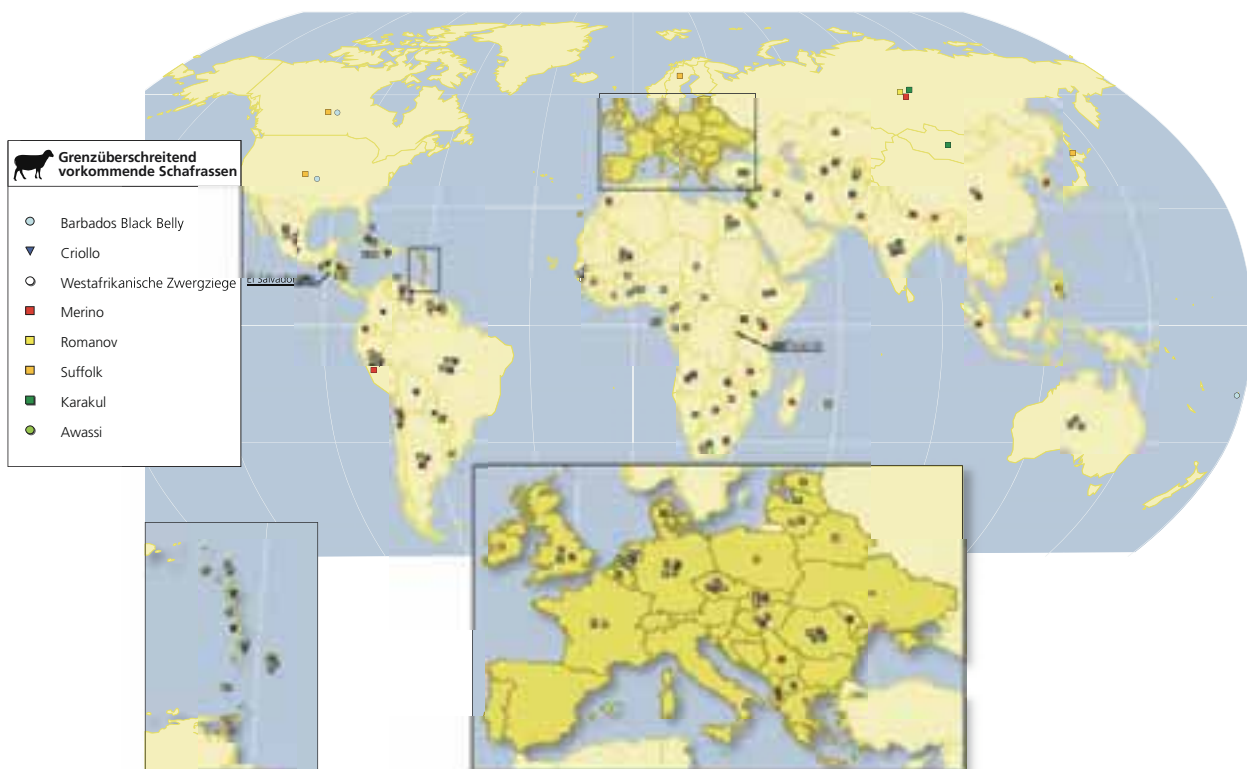 Grenzüberschreitend
vorkommende Schafrassen
Barbados Black Belly
Criollo
Westafrikanische Zwergziege
Merino
Romanov
Suffolk
Karakul
Awassi
El Salvador